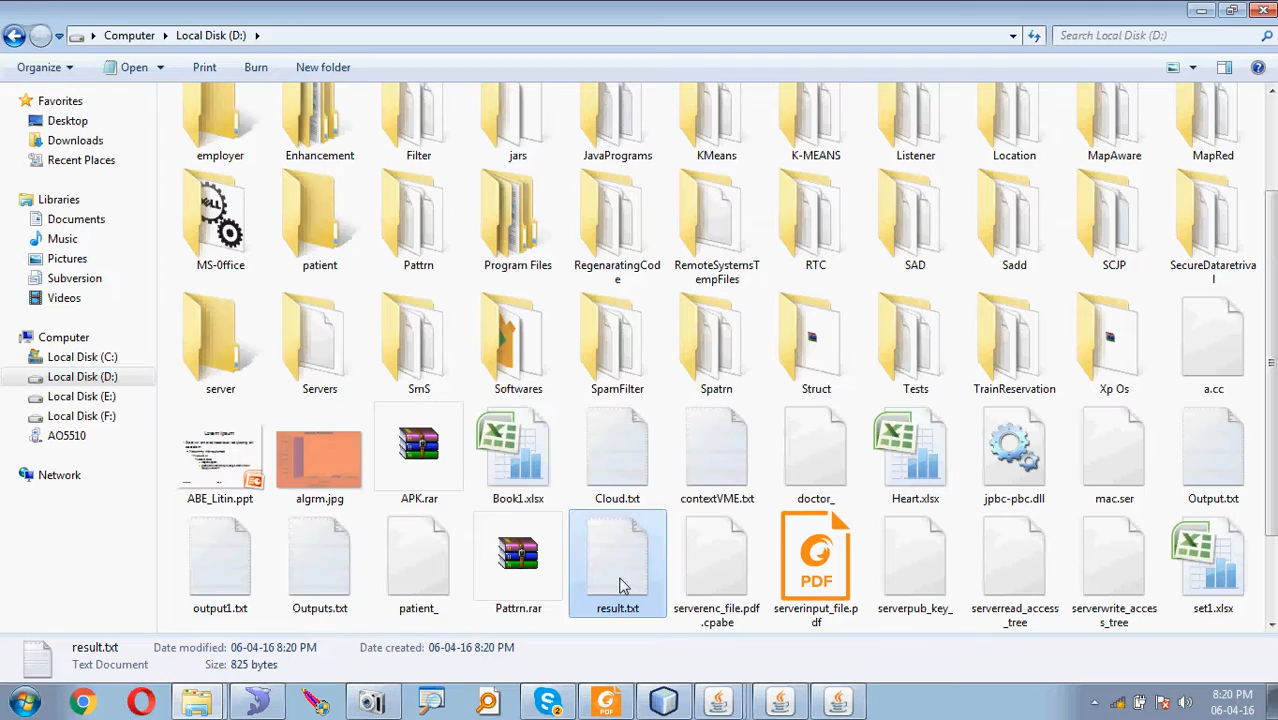 Computer
Local Disk (D:)
Search Local Disk (D:)
Organize
Open
Print
Burn
New folder
Favorites
Desktop
Downloads
Recent Places
Libraries
Documents
Music
Pictures
Subversion
Videos
Computer
Local Disk (C:)
Local Disk (D:)
Local Disk (E:)
Local Disk (F:)
AO5510
Network
employer
Enhancement
Filter
jars
JavaPrograms
KMeans
K-MEANS
Listener
Location
MapAware
MapRed
DELL
MS-Office
patient
Pattrn
Program Files
RegenaratingCod
e
RemoteSystemsT
empFiles
RTC
SAD
Sadd
SCJP
SecureDataretriva
l
server
Servers
SmS
Softwares
SpamFilter
Spatrn
Struct
Tests
TrainReservation
Xp Os
a.cc
ABE_Litin.ppt
algrm.jpg
APK.rar
Book1.xlsx
Cloud.txt
contextVME.txt
doctor_
Heart.xlsx
jpbc-pbc.dll
mac.ser
Output.txt
output1.txt
Outputs.txt
patient_
Pattrn.rar
result.txt
serverenc_file.pdf
.cpabe
PDF
serverinput_file.p
df
serverpub_key_
serverread_access
_tree
serverwrite_acces
s_tree
set1.xlsx
result.txt
Date modified: 06-04-16 8:20 PM
Date created: 06-04-16 8:20 PM
Text Document
Size: 825 bytes
2
PDF
8:20 PM
06-04-16